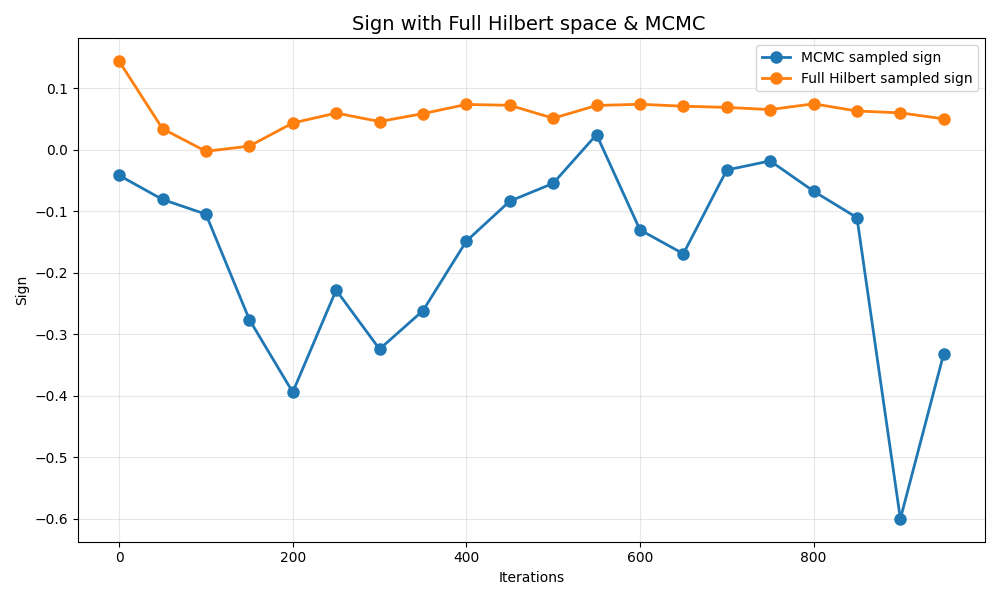 Sign with Full Hilbert space & MCMC
MCMC sampled sign
Full Hilbert sampled sign
Sign
0.1
0.0
−0.1
−0.2
−0.3
−0.4
−0.5
−0.6
0
200
400
600
800
Iterations